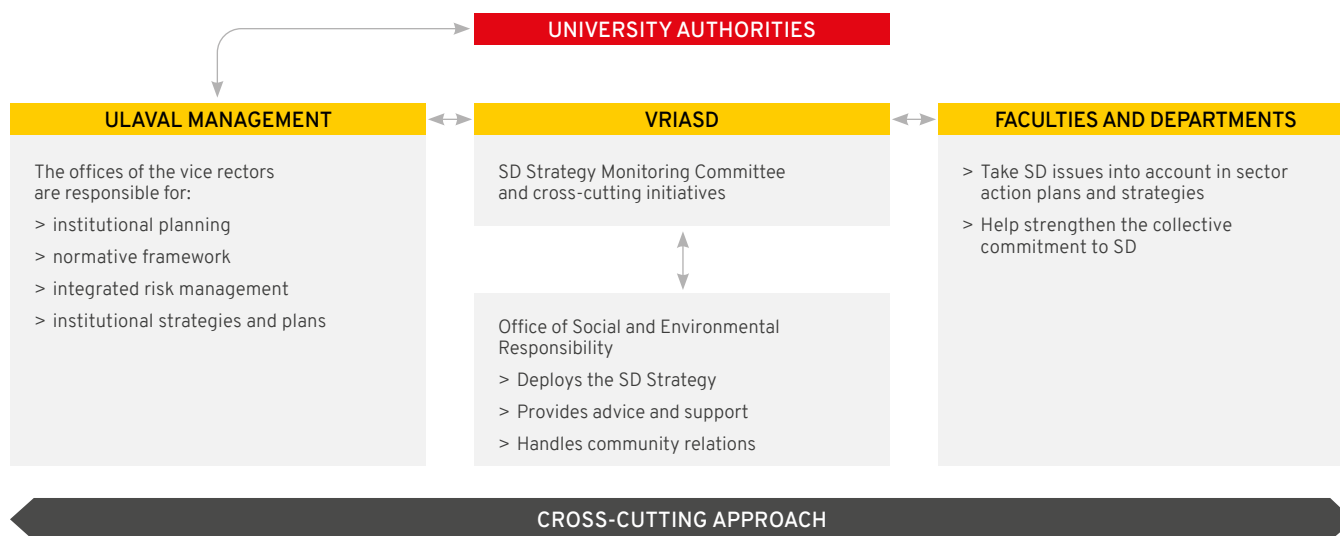 UNIVERSITY AUTHORITIES
ULAVAL MANAGEMENT
The offices of the vice rectors
are responsible for:
> institutional planning
> normative framework
> integrated risk management
> institutional strategies and plans
VRIASD
SD Strategy Monitoring Committee
and cross-cutting initiatives
Office of Social and Environmental
Responsibility
> Deploys the SD Strategy
> Provides advice and support
> Handles community relations
FACULTIES AND DEPARTMENTS
> Take SD issues into account in sector
action plans and strategies
> Help strengthen the collective
commitment to SD
CROSS-CUTTING APPROACH